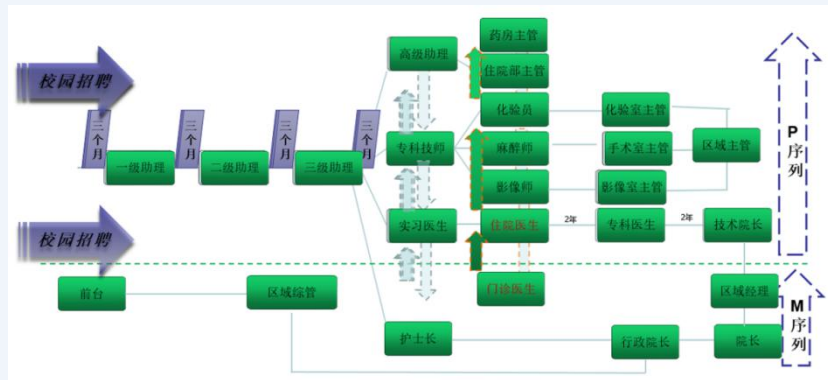 药房主管
高级助理
住院部主管
校园招聘
化验员
化验室主管
三个月
三个月
三个月
三个月
专科技师
麻醉师
手术室主管
区域主管
P序列
一级助理
二级助理
三级助理
影像师
影像室主管
实习医生
住院医生
2年
专科医生
2年
技术院长
校园招聘
前台
区域综管
门诊医生
区域经理
M序列
护士长
行政院长
院长